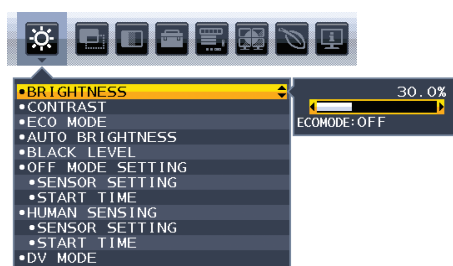 •BRIGHTNESS
30.0%
•CONTRAST
ECOMODE:OFF
•ECO MODE
•AUTO BRIGHTNESS
•BLACK LEVEL
•OFF MODE SETTING
•SENSOR SETTING
•START TIME
•HUMAN SENSING
•SENSOR SETTING
•START TIME
•DV MODE